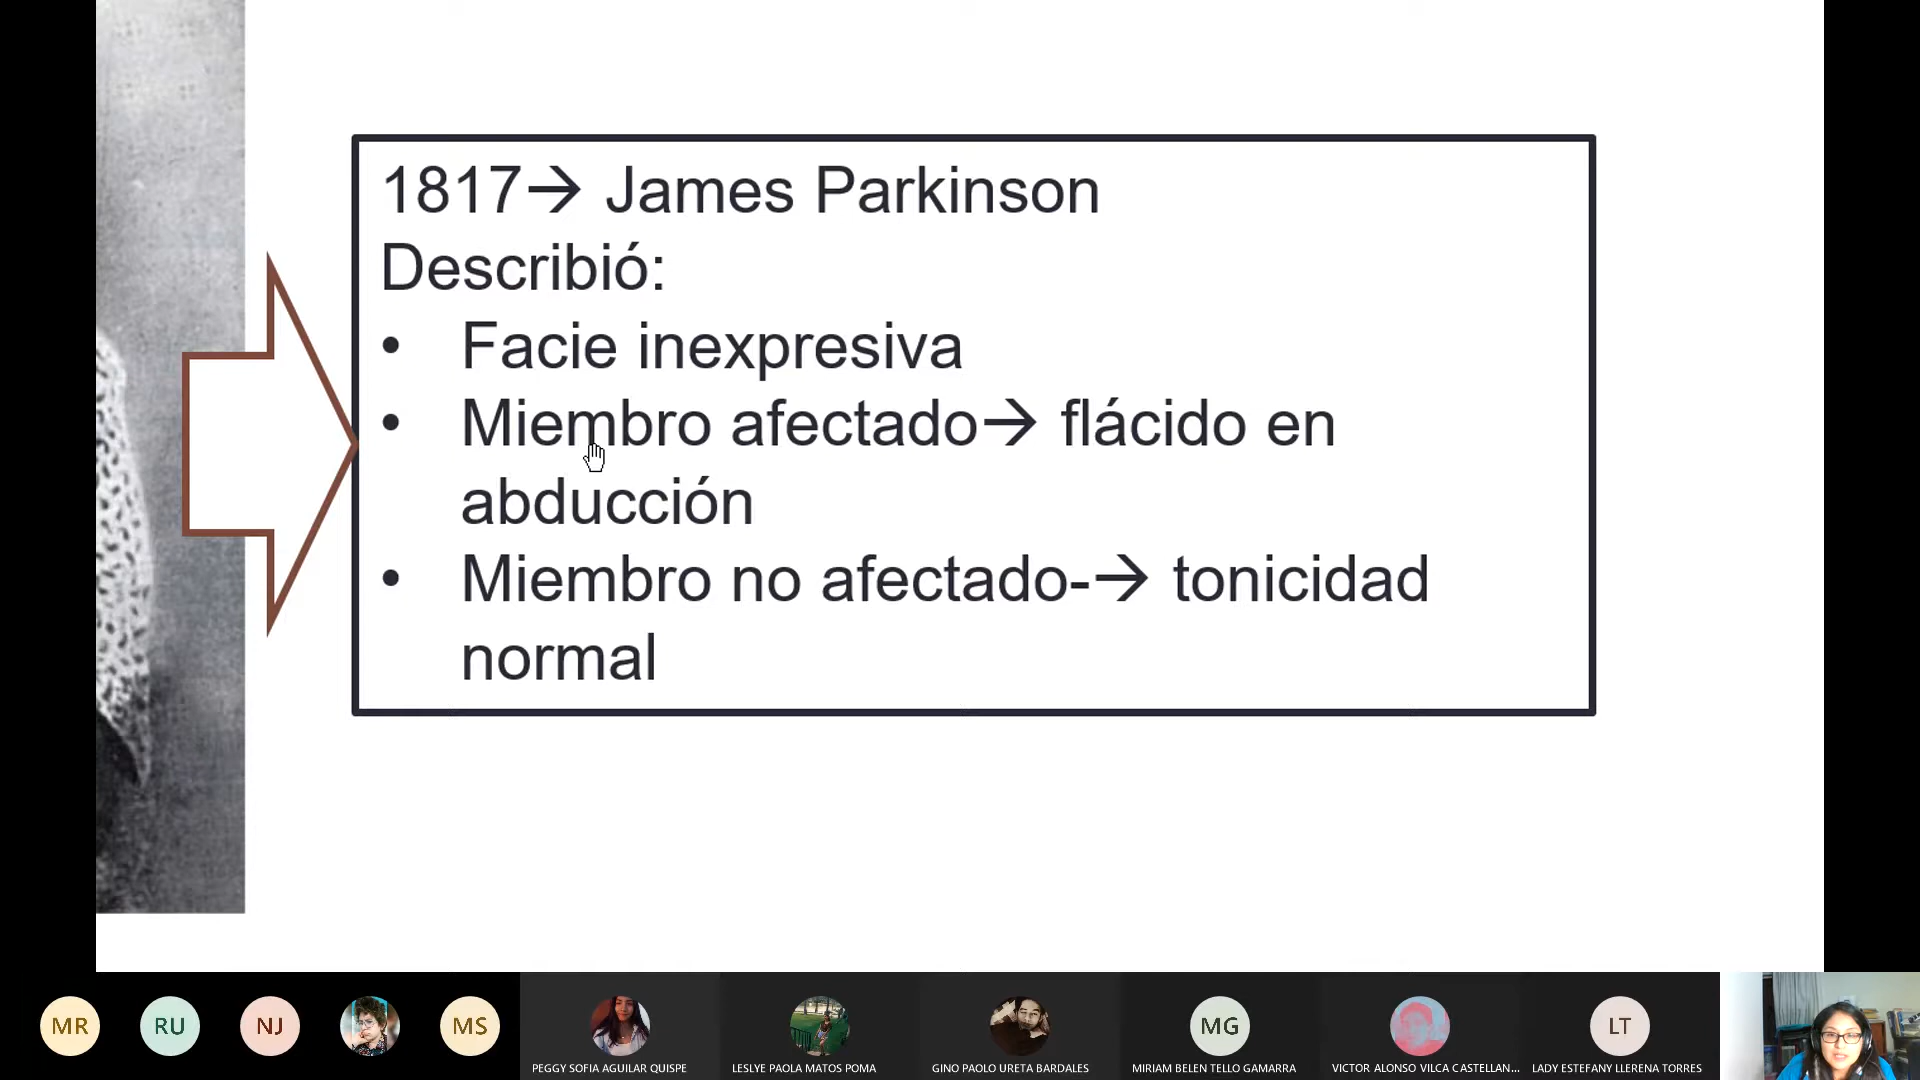 1817→ James Parkinson
Describió:
• Facie inexpresiva
• Miembro afectado→ flácido en
abducción
• Miembro no afectado-→ tonicidad
normal
MR
RU
NJ
MS
MG
LT
PEGGY SOFIA AGUILAR QUISPE
LESLYE PAOLA MATOS POMA
GINO PAOLO URETA BARDALES
MIRIAM BELEN TELLO GAMARRA
VICTOR ALONSO VILCA CASTELLAN...
LADY ESTEFANY LLERENA TORRES